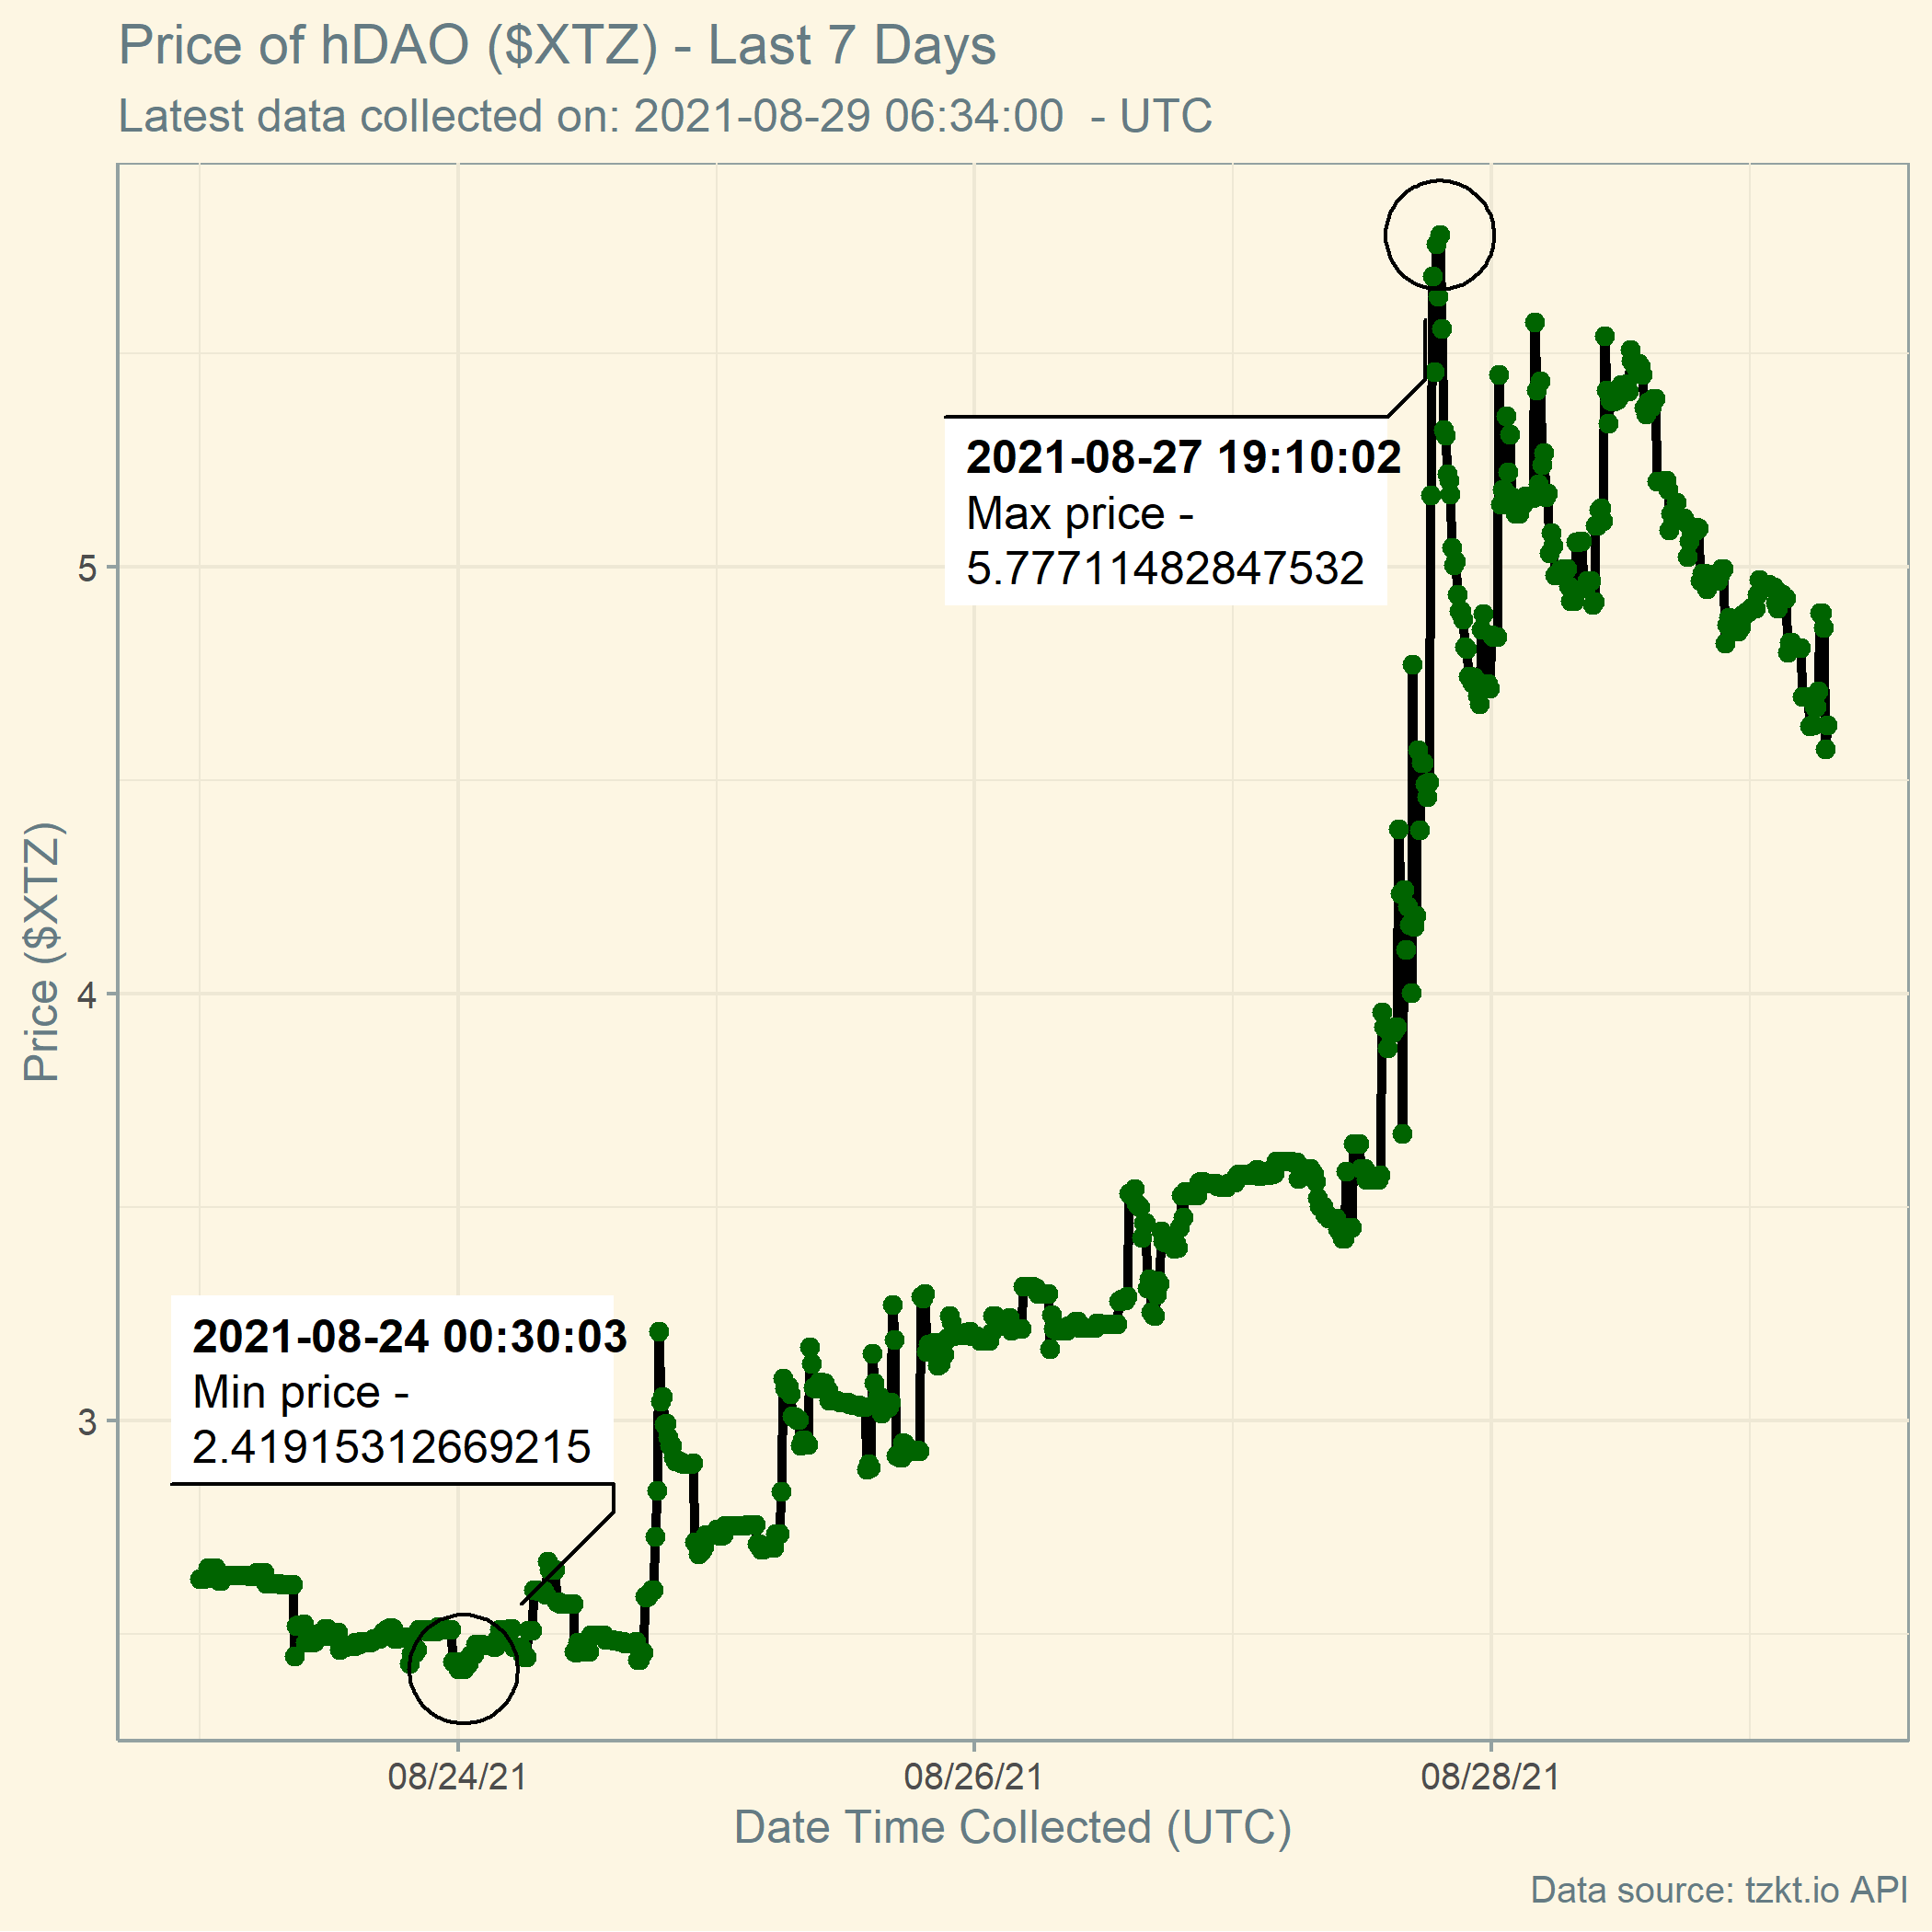 Price of hDAO ($XTZ) - Last 7 Days
Latest data collected on: 2021-08-29 06:34:00  - UTC
2021-08-27 19:10:02
Max price -
5.77711482847532
5
Price ($XTZ)
4
2021-08-24 00:30:03
Min price -
2.41915312669215
3
08/24/21
08/26/21
08/28/21
Date Time Collected (UTC)
Data source: tzkt.io API